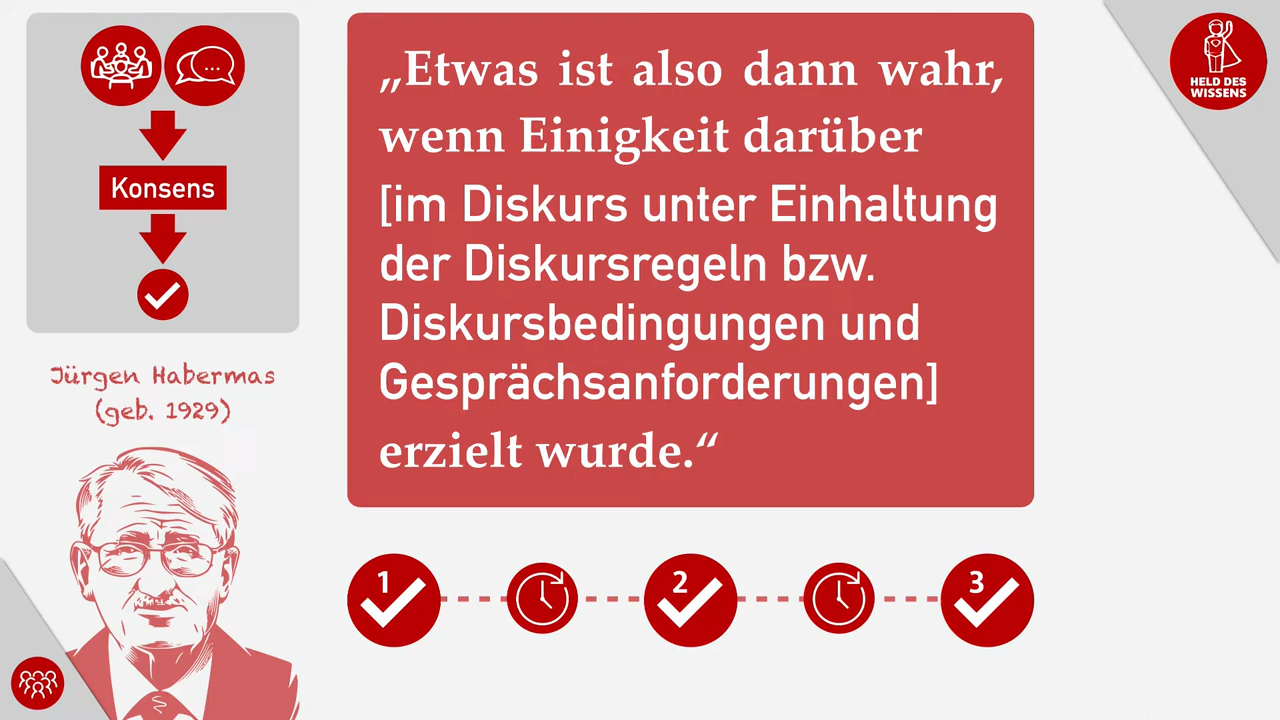 Konsens
Jürgen Habermas
(geb. 1929)
„Etwas ist also dann wahr,
wenn Einigkeit darüber
[im Diskurs unter Einhaltung
der Diskursregeln bzw.
Diskursbedingungen und
Gesprächsanforderungen]
erzielt wurde.“
1
2
3
HELD DES
WISSENS